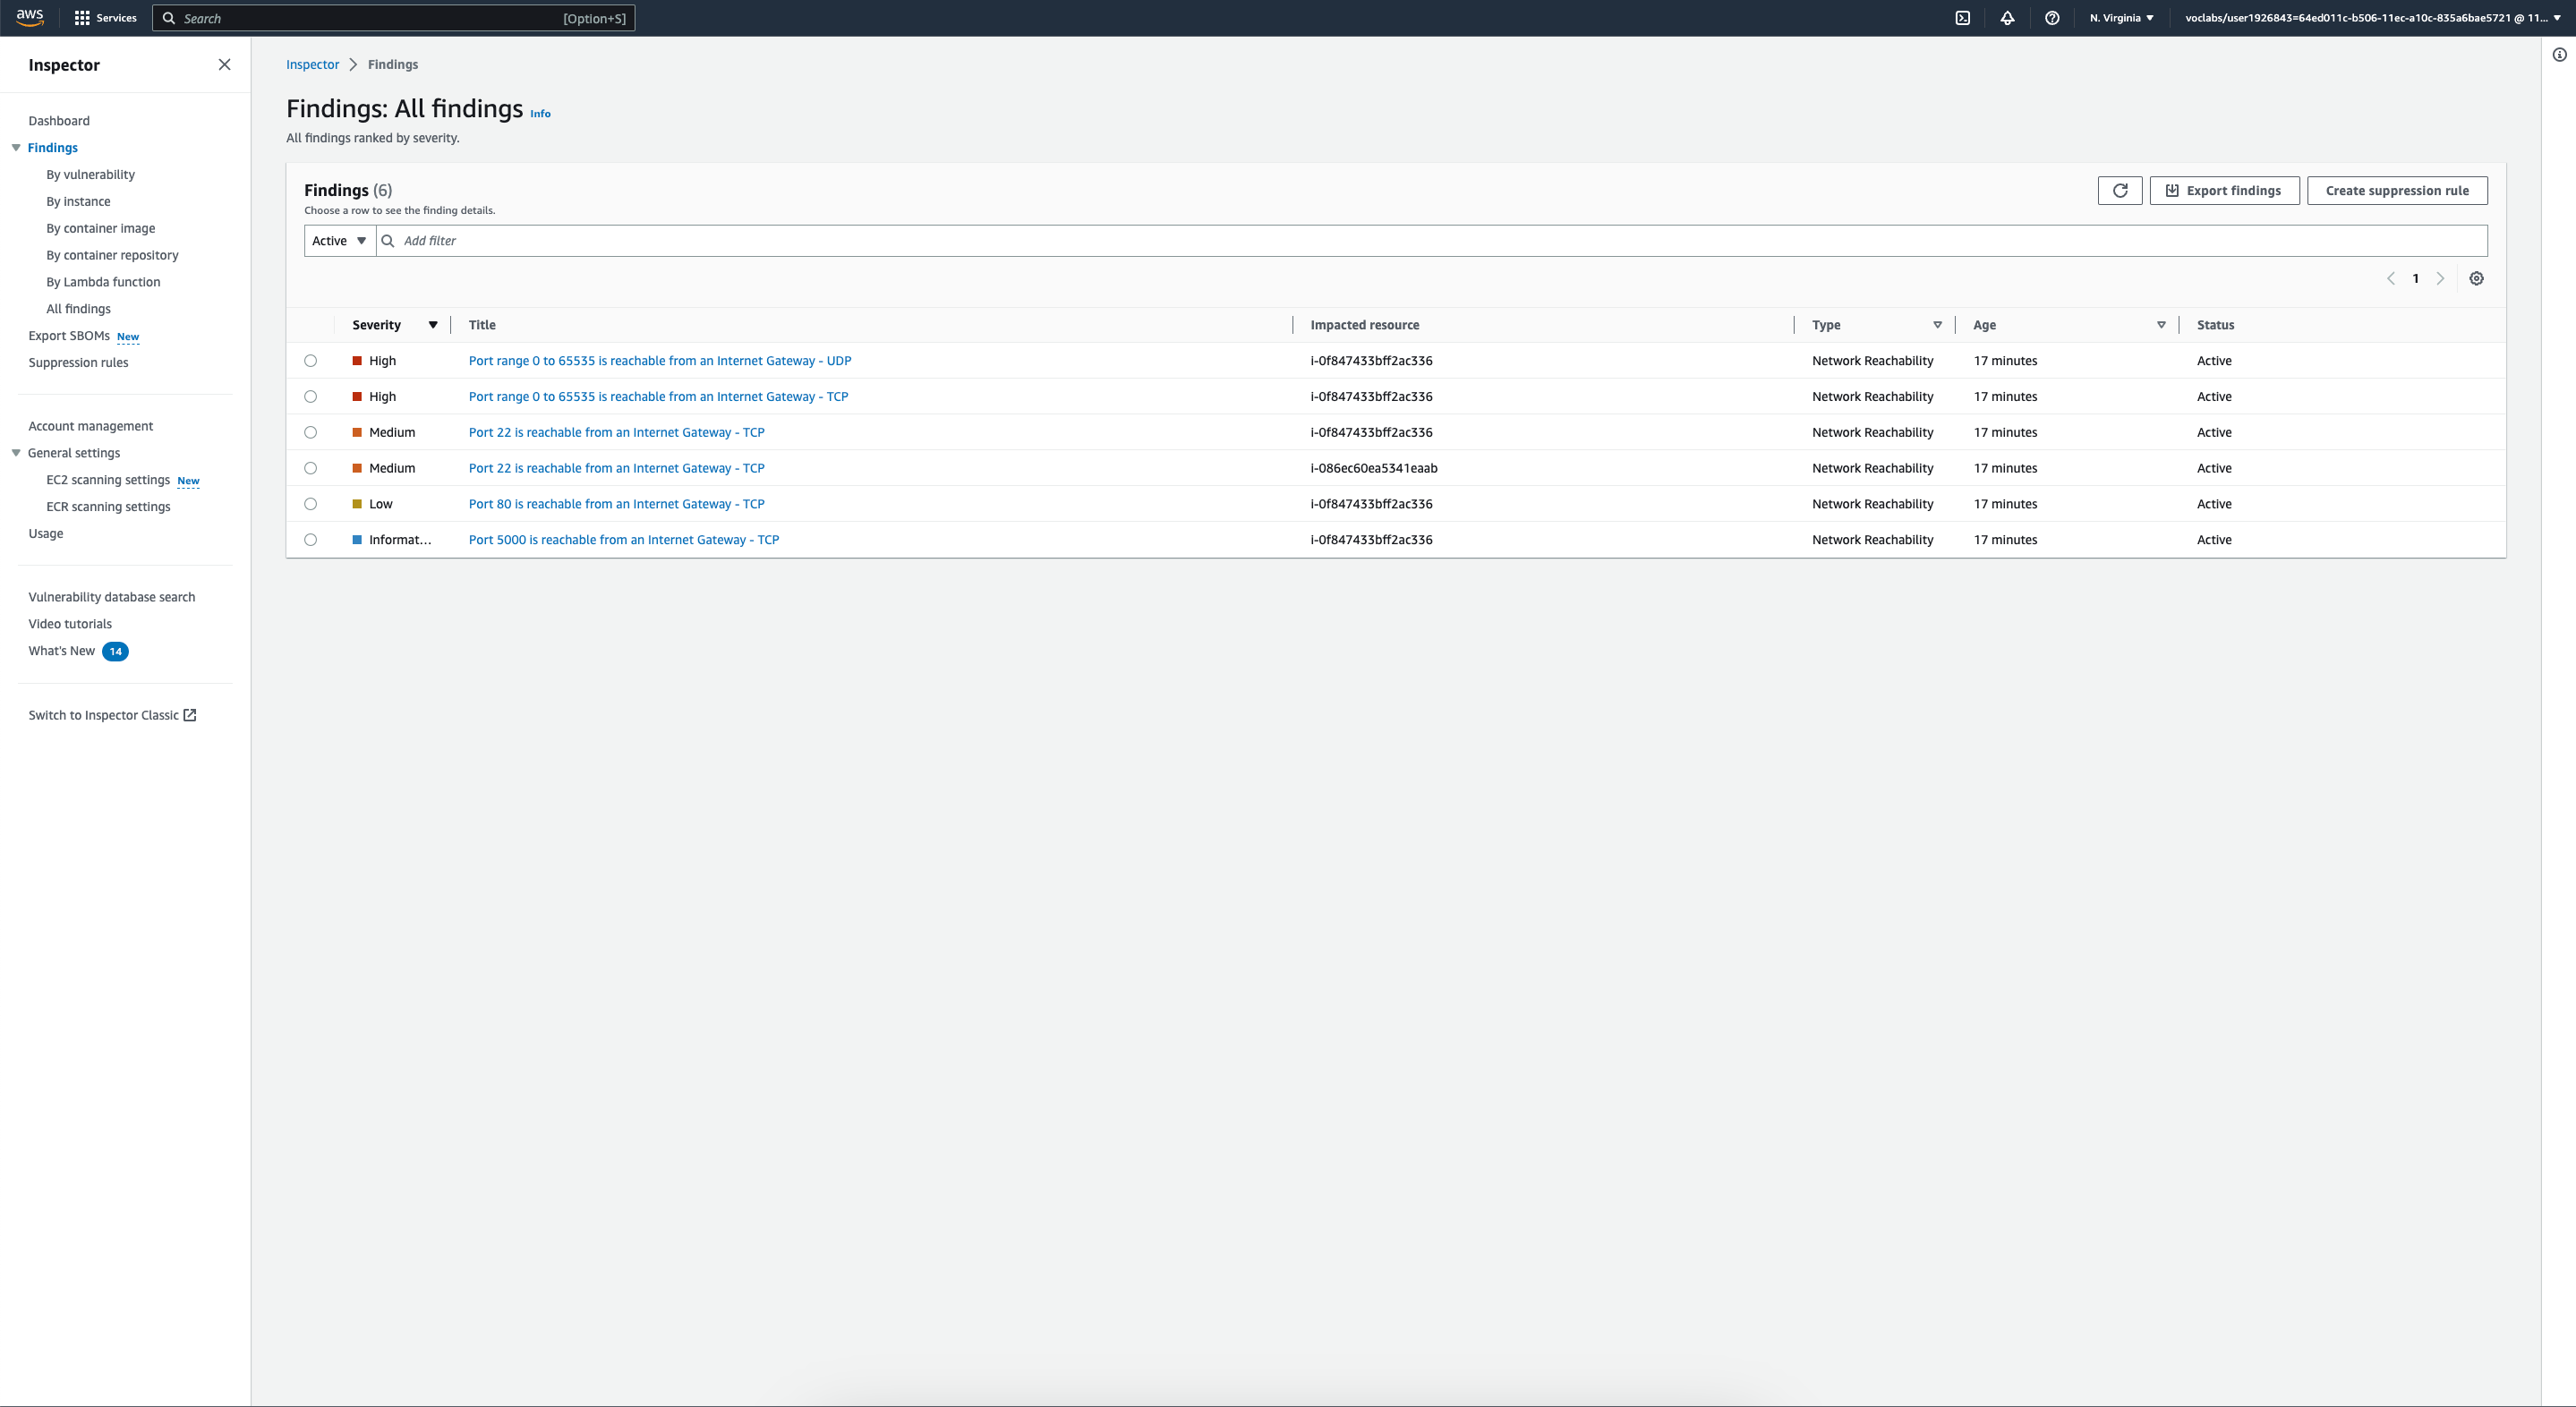 aws Services Search [Option+S] N. Virginia voclabs/user1926843=64ed011c-b506-11ec-a10c-835a6bae5721 @ 11...
Inspector
Dashboard
Findings
By vulnerability
By instance
By container image
By container repository
By Lambda function
All findings
Export SBOMs New
Suppression rules
Account management
General settings
EC2 scanning settings New
ECR scanning settings
Usage
Vulnerability database search
Video tutorials
What's New 14
Switch to Inspector Classic
Inspector Findings
Findings: All findings Info
All findings ranked by severity.
Findings (6)
Choose a row to see the finding details.
Export findings
Create suppression rule
Active Add filter
1
Severity Title Impacted resource Type Age Status
High Port range 0 to 65535 is reachable from an Internet Gateway - UDP i-0f847433bff2ac336 Network Reachability 17 minutes Active
High Port range 0 to 65535 is reachable from an Internet Gateway - TCP i-0f847433bff2ac336 Network Reachability 17 minutes Active
Medium Port 22 is reachable from an Internet Gateway - TCP i-0f847433bff2ac336 Network Reachability 17 minutes Active
Medium Port 22 is reachable from an Internet Gateway - TCP i-086ec60ea5341eaab Network Reachability 17 minutes Active
Low Port 80 is reachable from an Internet Gateway - TCP i-0f847433bff2ac336 Network Reachability 17 minutes Active
Informat... Port 5000 is reachable from an Internet Gateway - TCP i-0f847433bff2ac336 Network Reachability 17 minutes Active